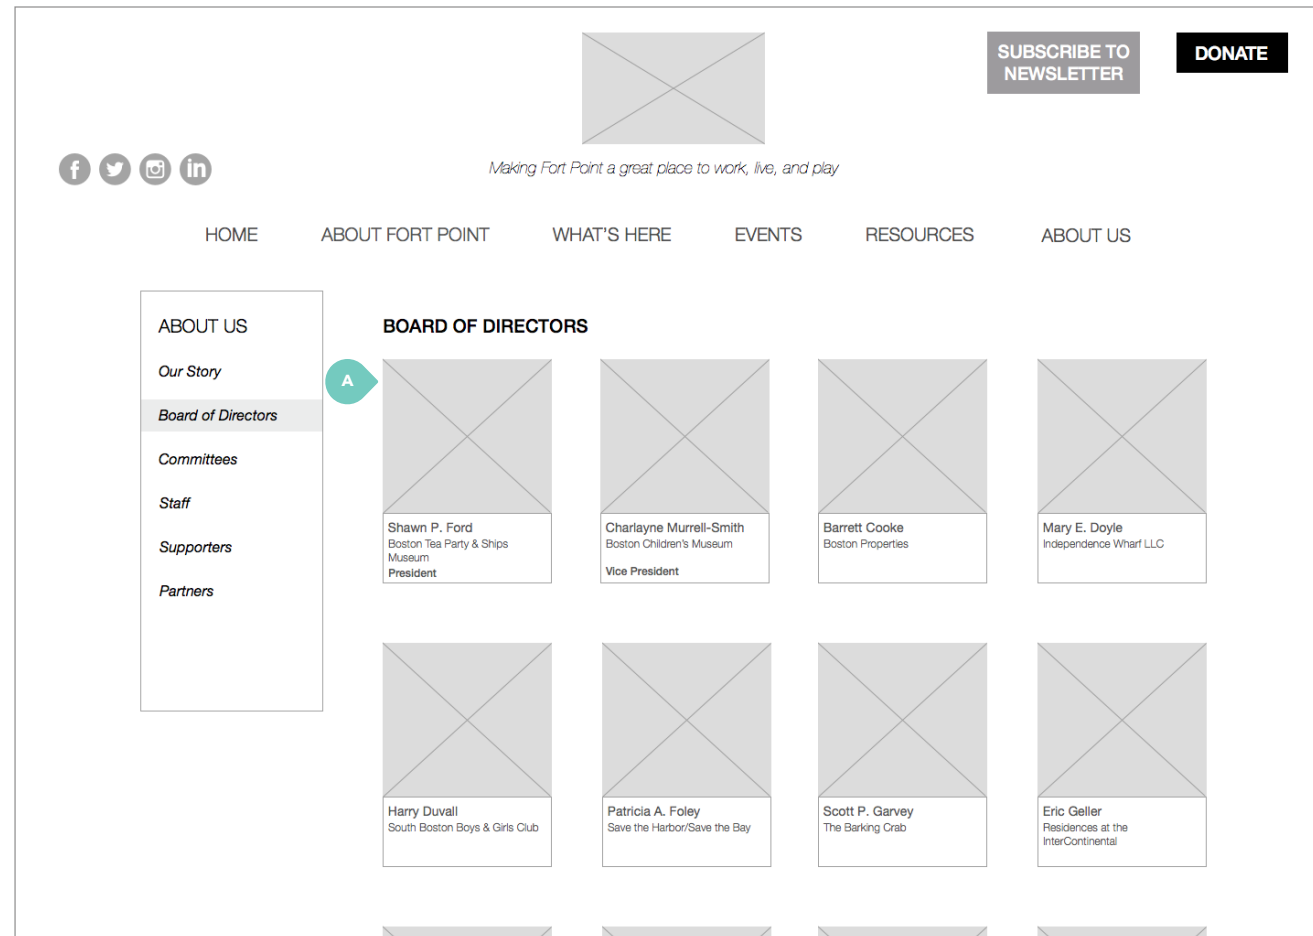 SUBSCRIBE TO
NEWSLETTER
DONATE
f in
Making Fort Point a great place to work, live, and play
HOME ABOUT FORT POINT WHAT'S HERE EVENTS RESOURCES ABOUT US
ABOUT US
Our Story
Board of Directors
Committees
Staff
Supporters
Partners
BOARD OF DIRECTORS
A
Shawn P. Ford
Boston Tea Party & Ships
Museum
President
Charlayne Murrell-Smith
Boston Children's Museum
Vice President
Barrett Cooke
Boston Properties
Mary E. Doyle
Independence Wharf LLC
Harry Duvall
South Boston Boys & Girls Club
Patricia A. Foley
Save the Harbor/Save the Bay
Scott P. Garvey
The Barking Crab
Eric Geller
Residences at the
InterContinental